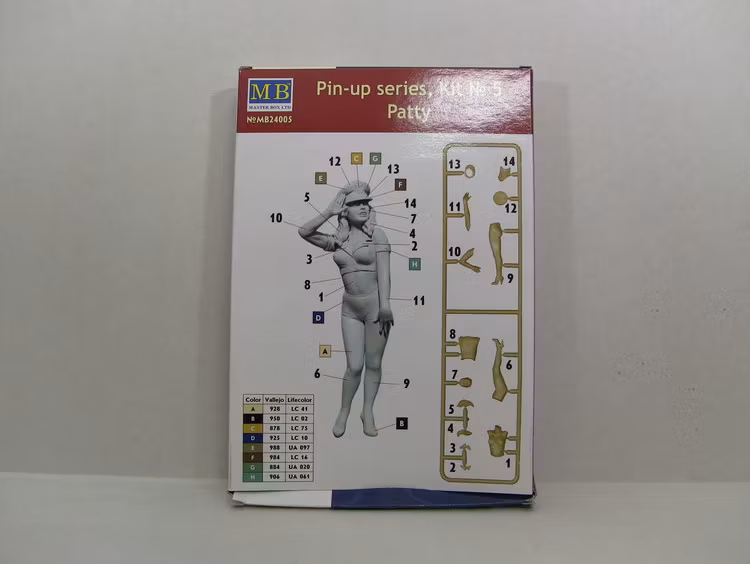 MB
MASTER BOX LTD
№MB24005
Pin-up series, Kit № 5
Patty
12 C G
13
E
F
5
14
10
7
4
2
3
H
8
1
11
D
A
6
9
B
13
14
11
12
10
9
8
6
7
5
4
3
2
1
Color Vallejo Lifecolor
A 928 LC 41
B 950 LC 02
C 878 LC 75
D 925 LC 10
E 988 UA 097
F 984 LC 16
G 884 UA 020
H 906 UA 061